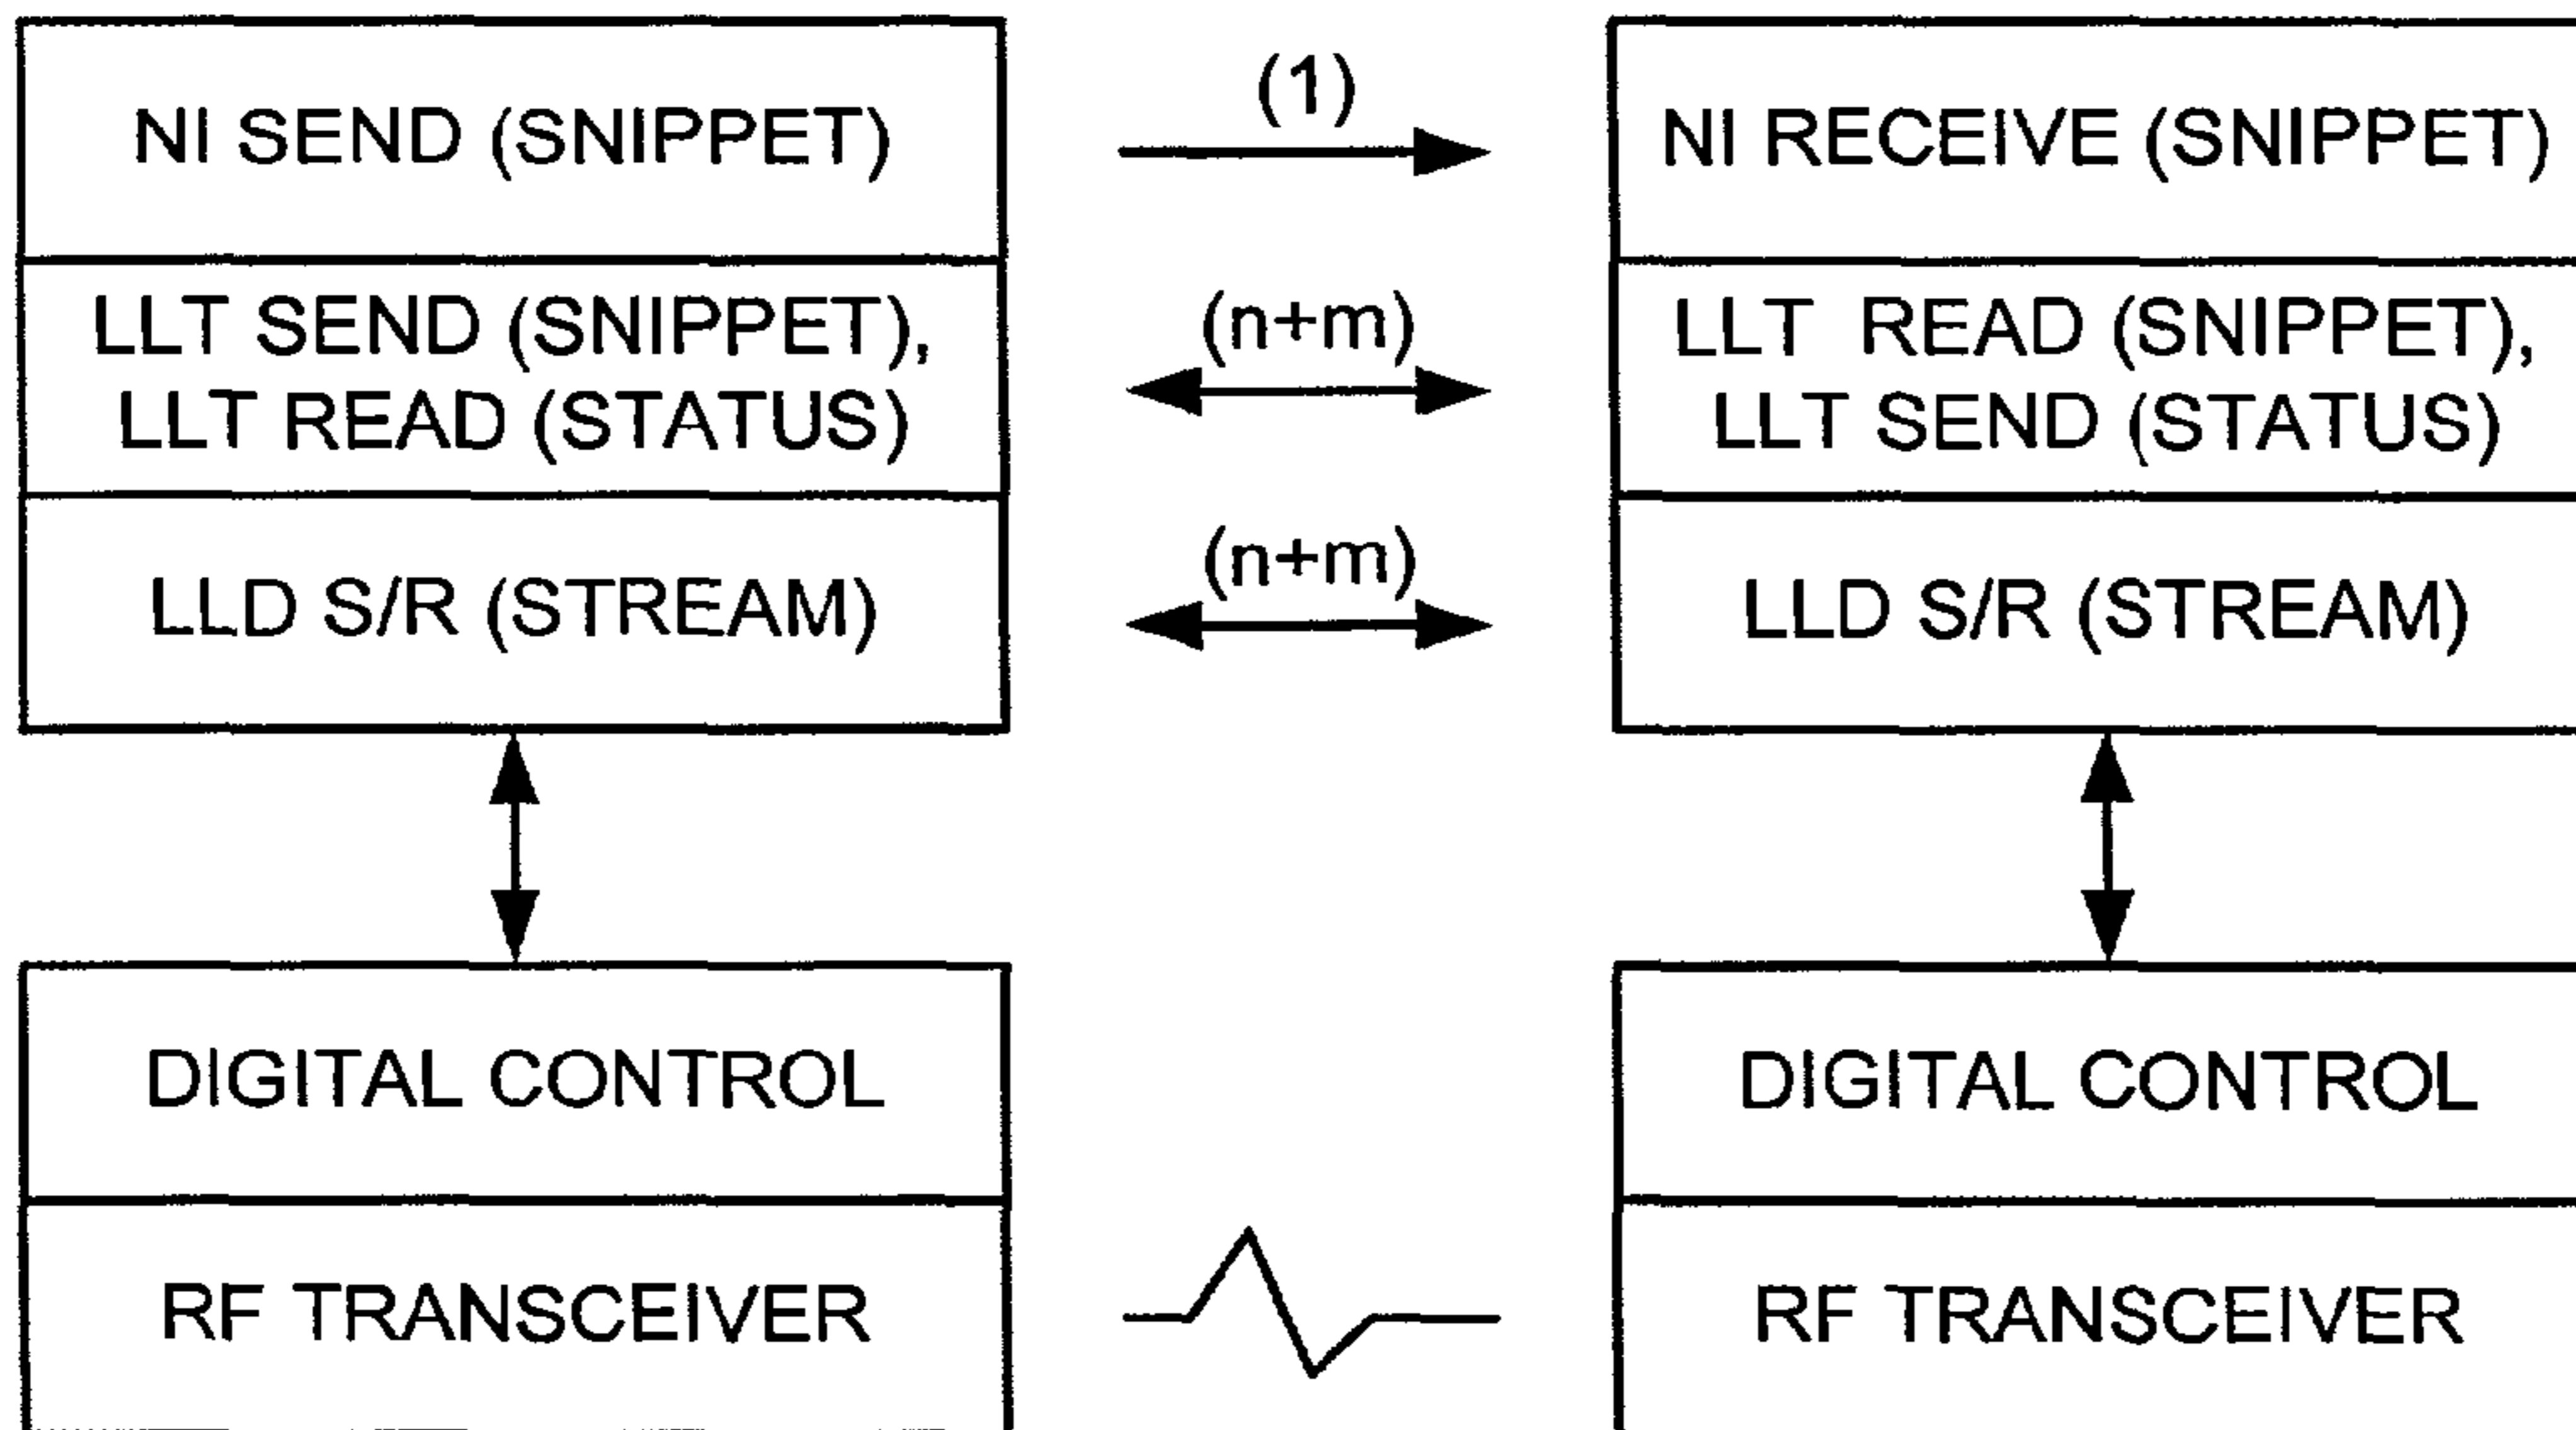 NI SEND (SNIPPET)
(1)
NI RECEIVE (SNIPPET)
LLT SEND (SNIPPET),
LLT READ (STATUS)
(n+m)
LLT READ (SNIPPET),
LLT SEND (STATUS)
LLD S/R (STREAM)
(n+m)
LLD S/R (STREAM)
DIGITAL CONTROL
DIGITAL CONTROL
RF TRANSCEIVER
RF TRANSCEIVER